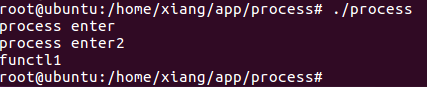 root@ubuntu:/home/xiang/app/process# ./process
process enter
process enter2
functl1
root@ubuntu:/home/xiang/app/process#